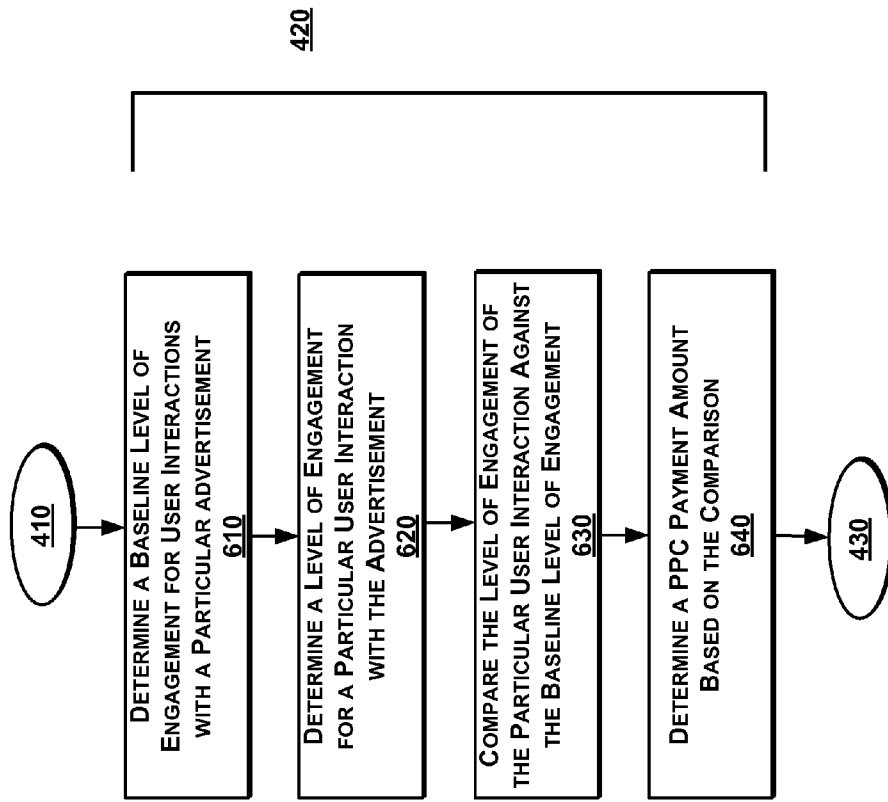 410
DETERMINE A BASELINE LEVEL OF
ENGAGEMENT FOR USER INTERACTIONS
WITH A PARTICULAR ADVERTISEMENT
610
DETERMINE A LEVEL OF ENGAGEMENT
FOR A PARTICULAR USER INTERACTION
WITH THE ADVERTISEMENT
620
COMPARE THE LEVEL OF ENGAGEMENT OF
THE PARTICULAR USER INTERACTION AGAINST
THE BASELINE LEVEL OF ENGAGEMENT
630
DETERMINE A PPC PAYMENT AMOUNT
BASED ON THE COMPARISON
640
430
420